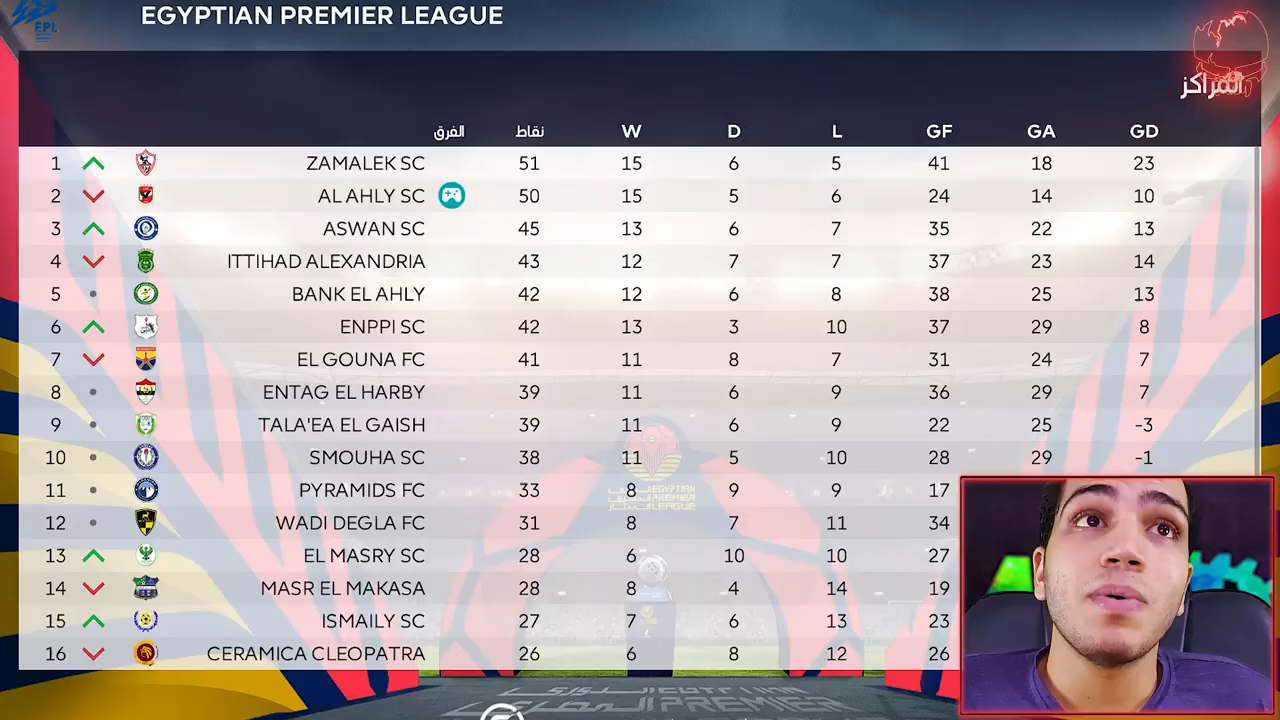 EPL
EGYPTIAN PREMIER LEAGUE
المراكز
الفرق نقاط W D L GF GA GD
1 ZAMALEK SC 51 15 6 5 41 18 23
2 AL AHLY SC 50 15 5 6 24 14 10
3 ASWAN SC 45 13 6 7 35 22 13
4 ITTIHAD ALEXANDRIA 43 12 7 7 37 23 14
5 BANK EL AHLY 42 12 6 8 38 25 13
6 ENPPI SC 42 13 3 10 37 29 8
7 EL GOUNA FC 41 11 8 7 31 24 7
8 ENTAG EL HARBY 39 11 6 9 36 29 7
9 TALA'EA EL GAISH 39 11 6 9 22 25 -3
10 SMOUHA SC 38 11 5 10 28 29 -1
11 PYRAMIDS FC 33 8 9 9 17
12 WADI DEGLA FC 31 8 7 11 34
13 EL MASRY SC 28 6 10 10 27
14 MASR EL MAKASA 28 8 4 14 19
15 ISMAILY SC 27 7 6 13 23
16 CERAMICA CLEOPATRA 26 6 8 12 26
EGYPTIAN
PREMIER
LEAGUE